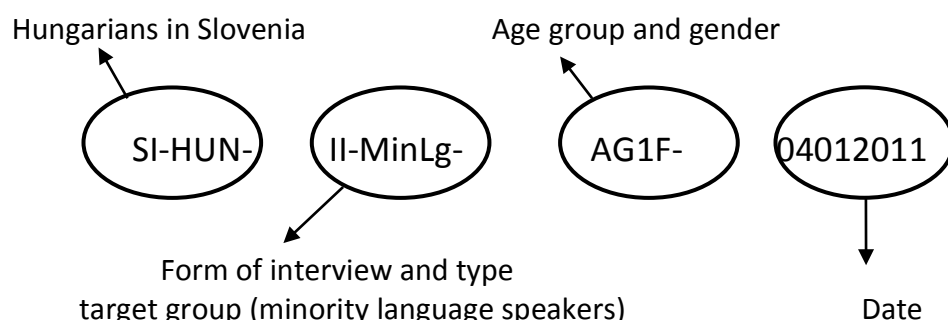 Hungarians in Slovenia
Age group and gender
SI-HUN-
II-MinLg-
AG1F-
04012011
Form of interview and type
target group (minority language speakers)
Date